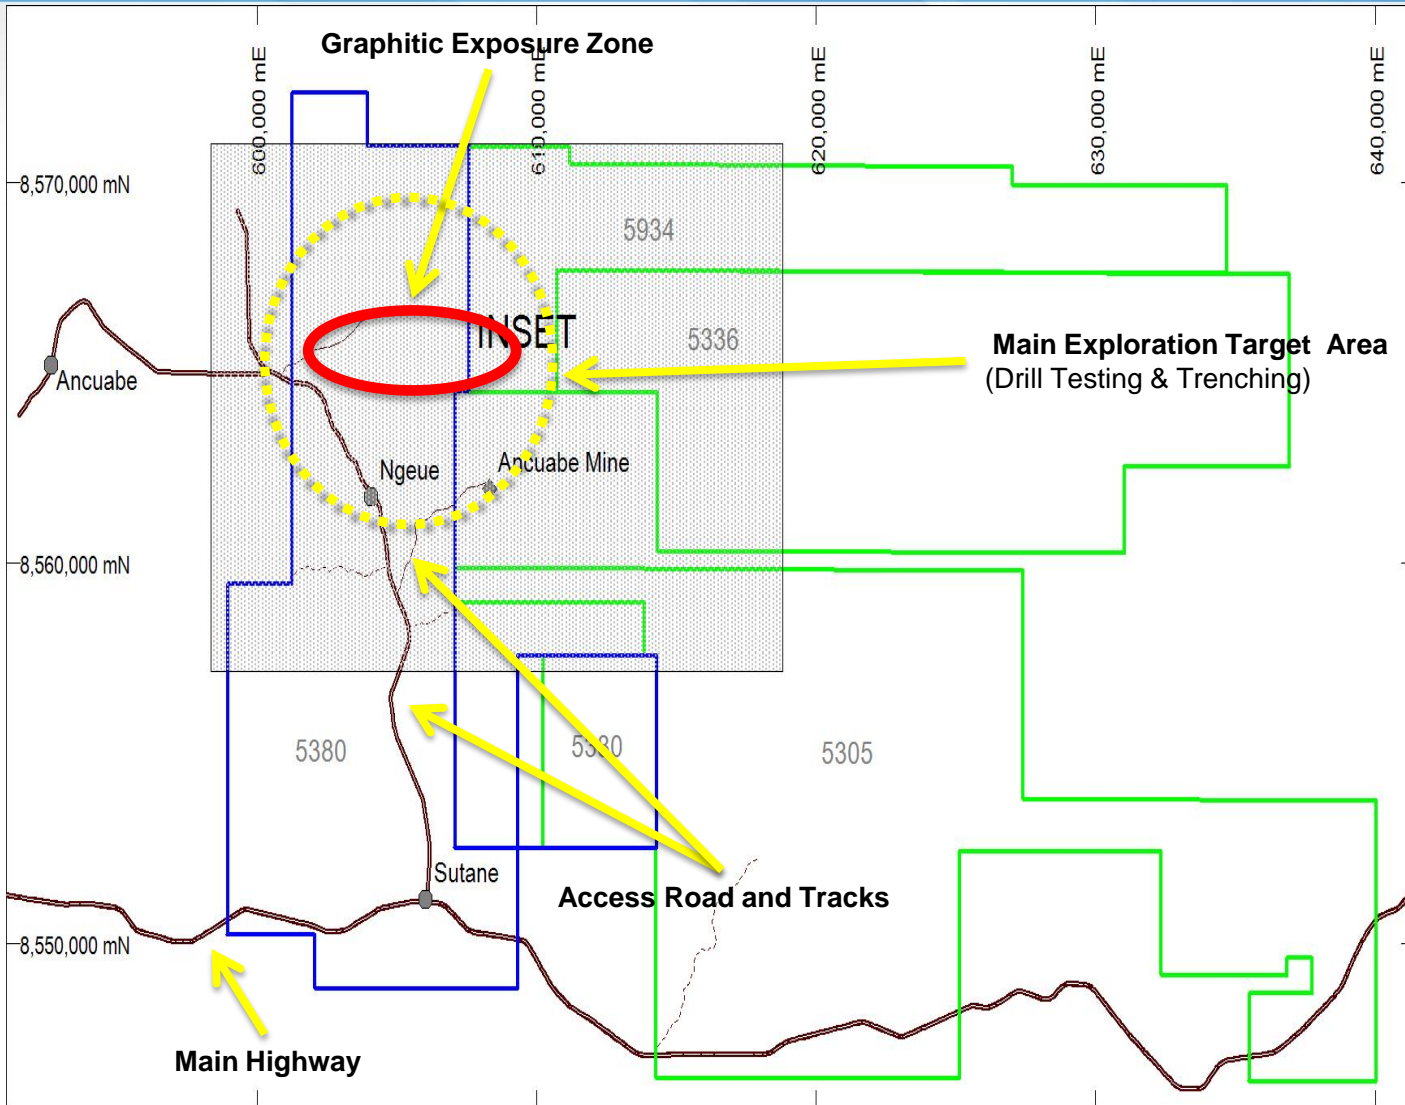 Graphitic Exposure Zone
600,000 mE
610,000 mE
620,000 mE
630,000 mE
640,000 mE
8,570,000 mN
5934
INSET
5336
Main Exploration Target Area
(Drill Testing & Trenching)
Ancuabe
Ngeue
Ancuabe Mine
8,560,000 mN
5380
5380
5305
Sutane
Access Road and Tracks
8,550,000 mN
Main Highway